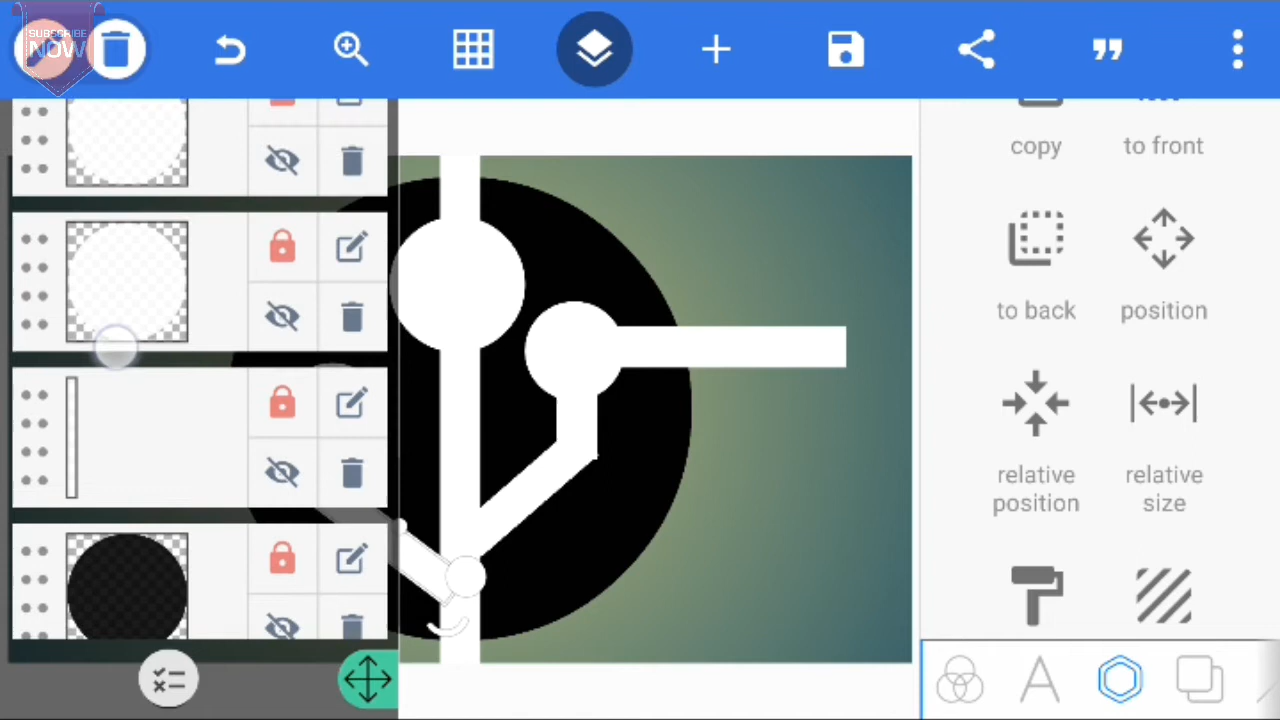 SUBSCRIBE
NOW
copy
to front
to back
position
relative
position
relative
size